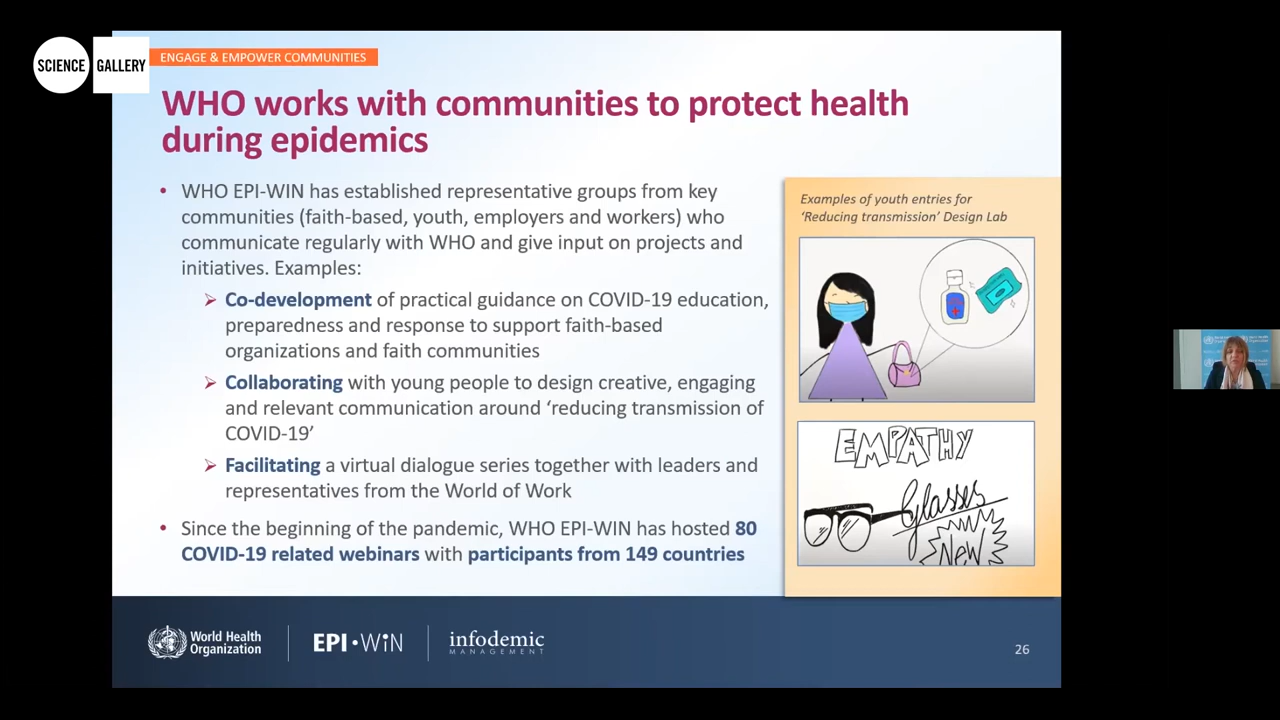 SCIENCE GALLERY
ENGAGE & EMPOWER COMMUNITIES
WHO works with communities to protect health
during epidemics
• WHO EPI-WIN has established representative groups from key
communities (faith-based, youth, employers and workers) who
communicate regularly with WHO and give input on projects and
initiatives. Examples:
➢ Co-development of practical guidance on COVID-19 education,
preparedness and response to support faith-based
organizations and faith communities
➢ Collaborating with young people to design creative, engaging
and relevant communication around ‘reducing transmission of
COVID-19’
➢ Facilitating a virtual dialogue series together with leaders and
representatives from the World of Work
• Since the beginning of the pandemic, WHO EPI-WIN has hosted 80
COVID-19 related webinars with participants from 149 countries
Examples of youth entries for
‘Reducing transmission’ Design Lab
EMPATHY
Glasses
NEW
World Health
Organization
EPI•WiN
infodemic
MANAGEMENT
26